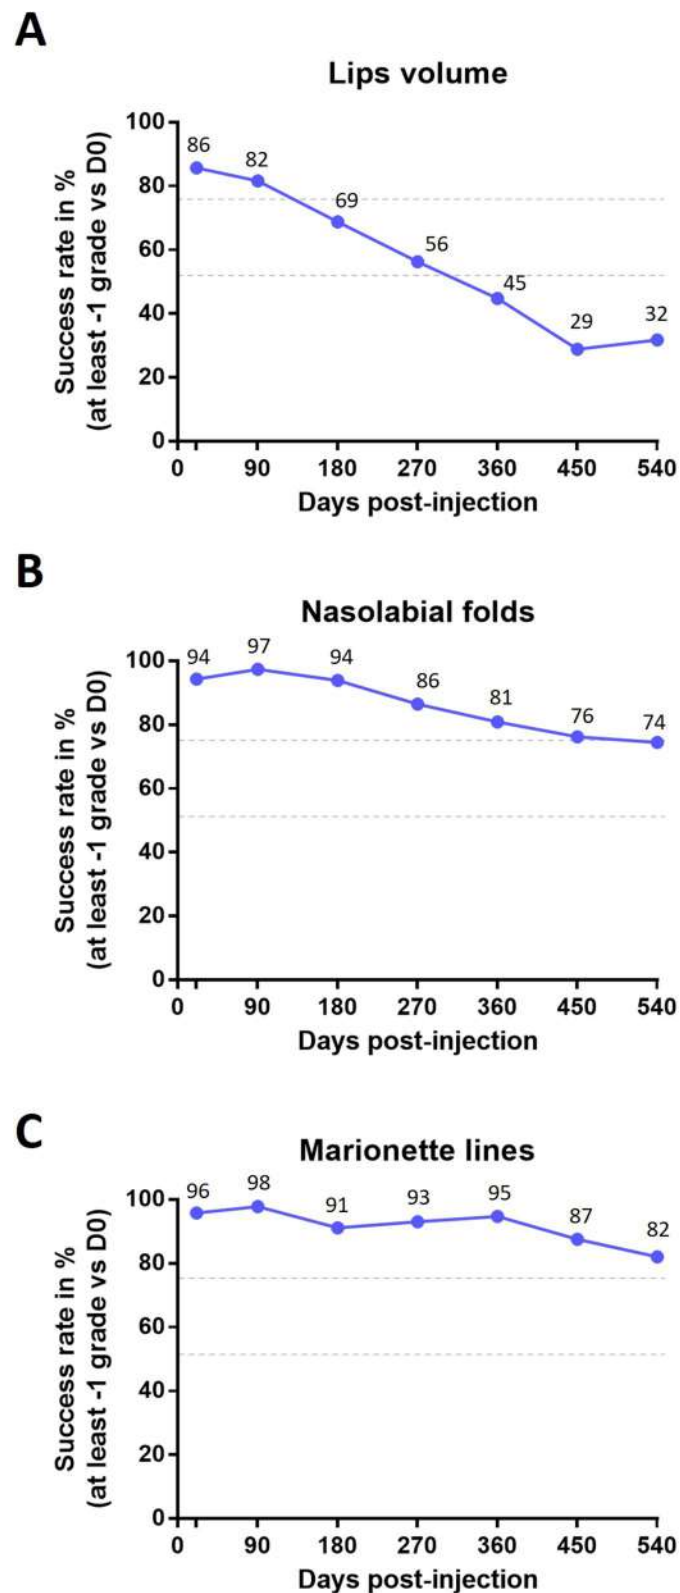 A
Lips volume
Success rate in %
(at least -1 grade vs D0)
100
80
60
40
20
0
86
82
69
56
45
29
32
0 90 180 270 360 450 540
Days post-injection
B
Nasolabial folds
Success rate in %
(at least -1 grade vs D0)
100
80
60
40
20
0
94
97
94
86
81
76
74
0 90 180 270 360 450 540
Days post-injection
C
Marionette lines
Success rate in %
(at least -1 grade vs D0)
100
80
60
40
20
0
96
98
91
93
95
87
82
0 90 180 270 360 450 540
Days post-injection